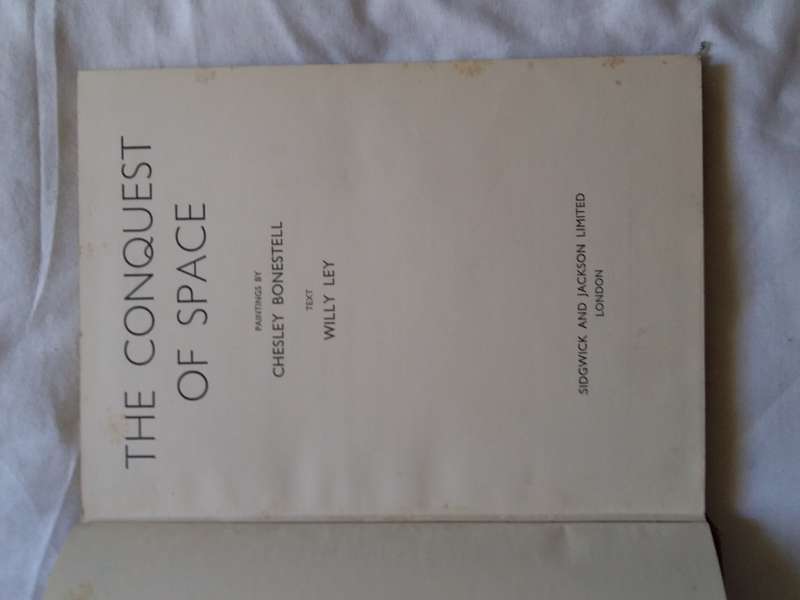 THE CONQUEST
OF SPACE
PAINTINGS BY
CHESLEY BONESTELL
TEXT
WILLY LEY
SIDGWICK AND JACKSON LIMITED
LONDON